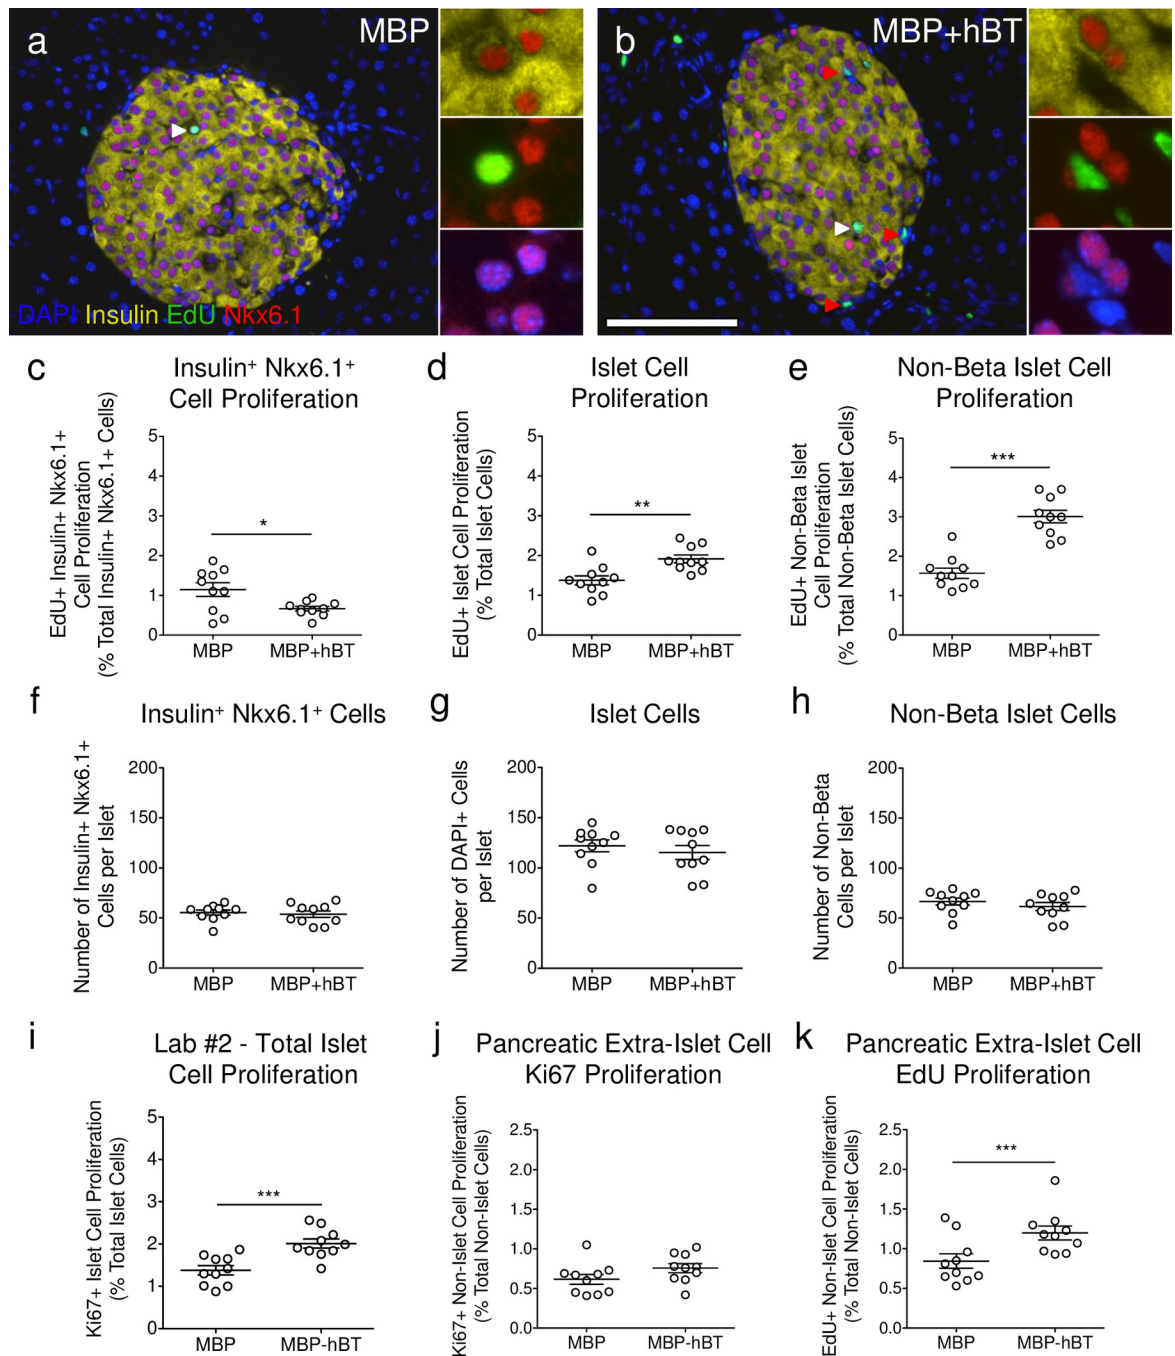 a MBP
b MBP+hBT
DAPI Insulin EdU Nkx6.1
c Insulin⁺ Nkx6.1⁺
Cell Proliferation
EdU+ Insulin+ Nkx6.1+
Cell Proliferation
(% Total Insulin+ Nkx6.1+ Cells)
5
4
3
2
1
0
*
MBP MBP+hBT
d Islet Cell
Proliferation
EdU+ Islet Cell Proliferation
(% Total Islet Cells)
5
4
3
2
1
0
**
MBP MBP+hBT
e Non-Beta Islet Cell
Proliferation
EdU+ Non-Beta Islet
Cell Proliferation
(% Total Non-Beta Islet Cells)
5
4
3
2
1
0
***
MBP MBP+hBT
f Insulin⁺ Nkx6.1⁺ Cells
Number of Insulin+ Nkx6.1+
Cells per Islet
200
150
100
50
0
MBP MBP+hBT
g Islet Cells
Number of DAPI+ Cells
per Islet
200
150
100
50
0
MBP MBP+hBT
h Non-Beta Islet Cells
Number of Non-Beta
Cells per Islet
200
150
100
50
0
MBP MBP+hBT
i Lab #2 - Total Islet
Cell Proliferation
Ki67+ Islet Cell Proliferation
(% Total Islet Cells)
5
4
3
2
1
0
***
MBP MBP-hBT
j Pancreatic Extra-Islet Cell
Ki67 Proliferation
Ki67+ Non-Islet Cell Proliferation
(% Total Non-Islet Cells)
2.5
2.0
1.5
1.0
0.5
0.0
MBP MBP-hBT
k Pancreatic Extra-Islet Cell
EdU Proliferation
EdU+ Non-Islet Cell Proliferation
(% Total Non-Islet Cells)
2.5
2.0
1.5
1.0
0.5
0.0
***
MBP MBP-hBT